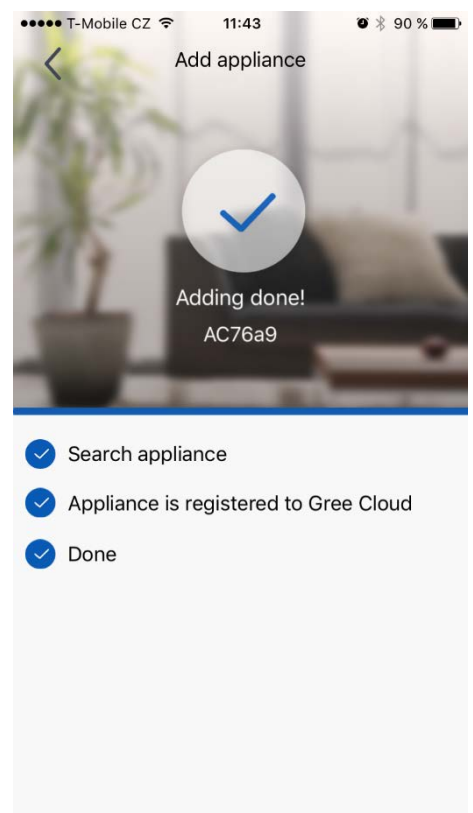 T-Mobile CZ 11:43 90 %
Add appliance
Adding done!
AC76a9
Search appliance
Appliance is registered to Gree Cloud
Done